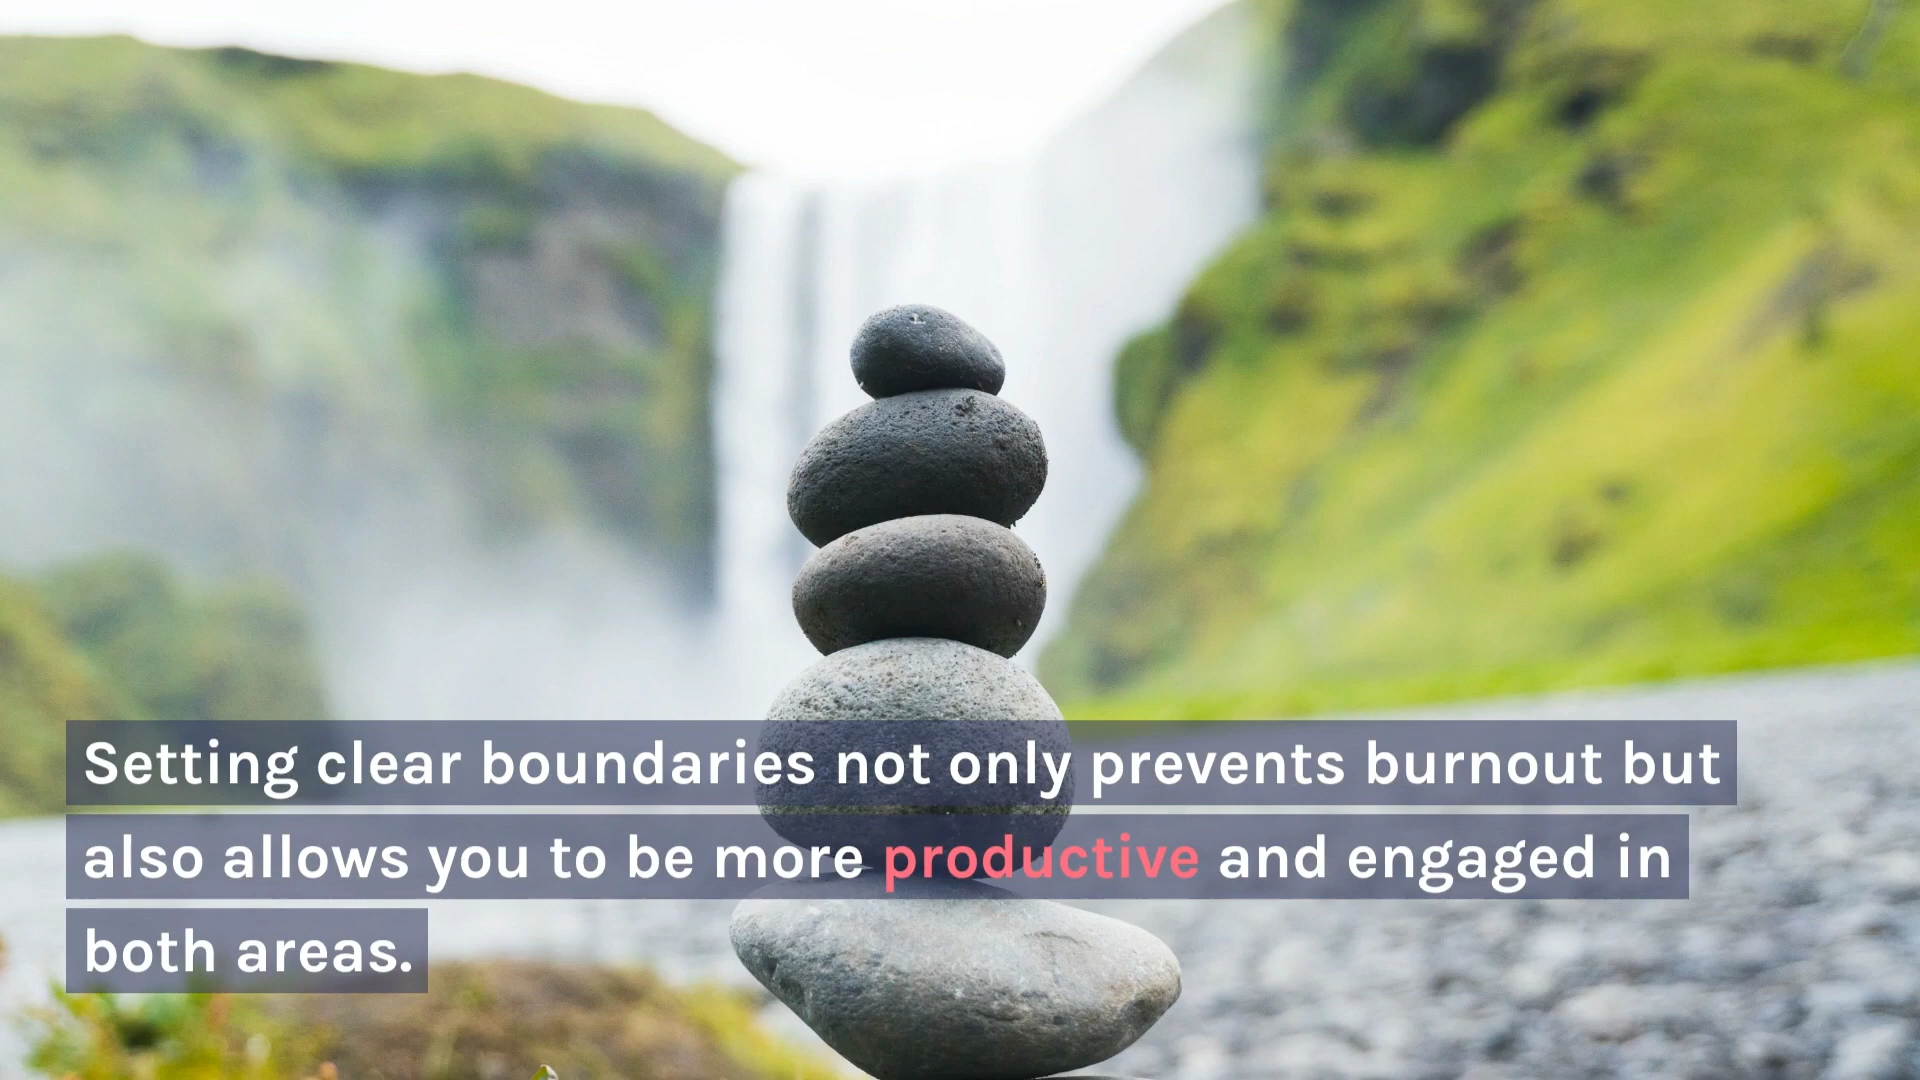 Setting clear boundaries not only prevents burnout but
also allows you to be more productive and engaged in
both areas.